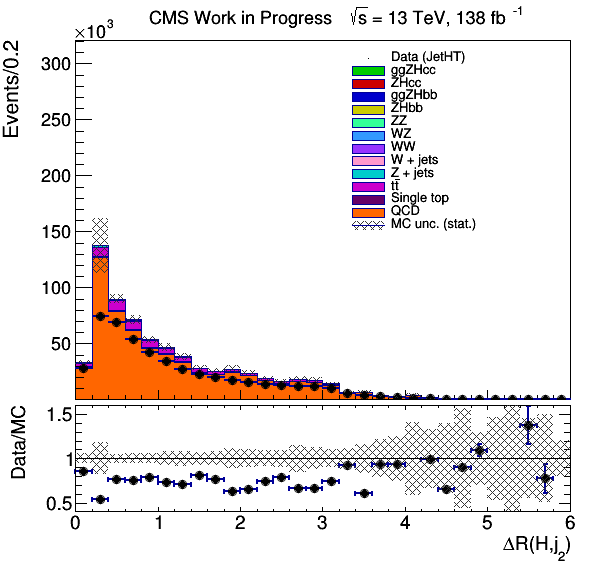 CMS Work in Progress √s = 13 TeV, 138 fb⁻¹
×10³
Events/0.2
300
250
200
150
100
50
Data (JetHT)
ggZHcc
ZHcc
ggZHbb
ZHbb
ZZ
WZ
WW
W + jets
Z + jets
tt̄
Single top
QCD
MC unc. (stat.)
Data/MC
1.5
1
0.5
0 1 2 3 4 5 6
ΔR(H,j₂)